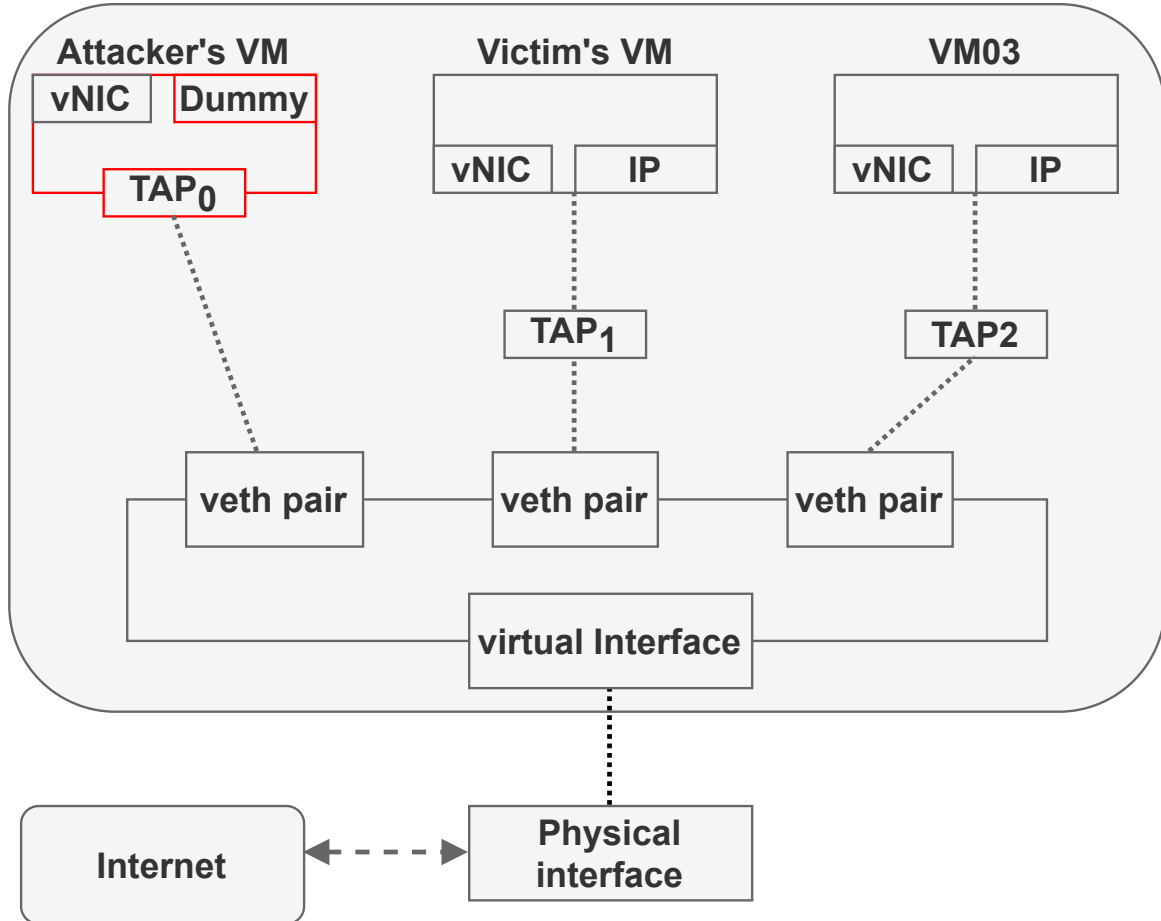 Attacker's VM
Victim's VM
VM03
vNIC
Dummy
TAP0
vNIC
IP
vNIC
IP
TAP1
TAP2
veth pair
veth pair
veth pair
virtual Interface
Physical
interface
Internet